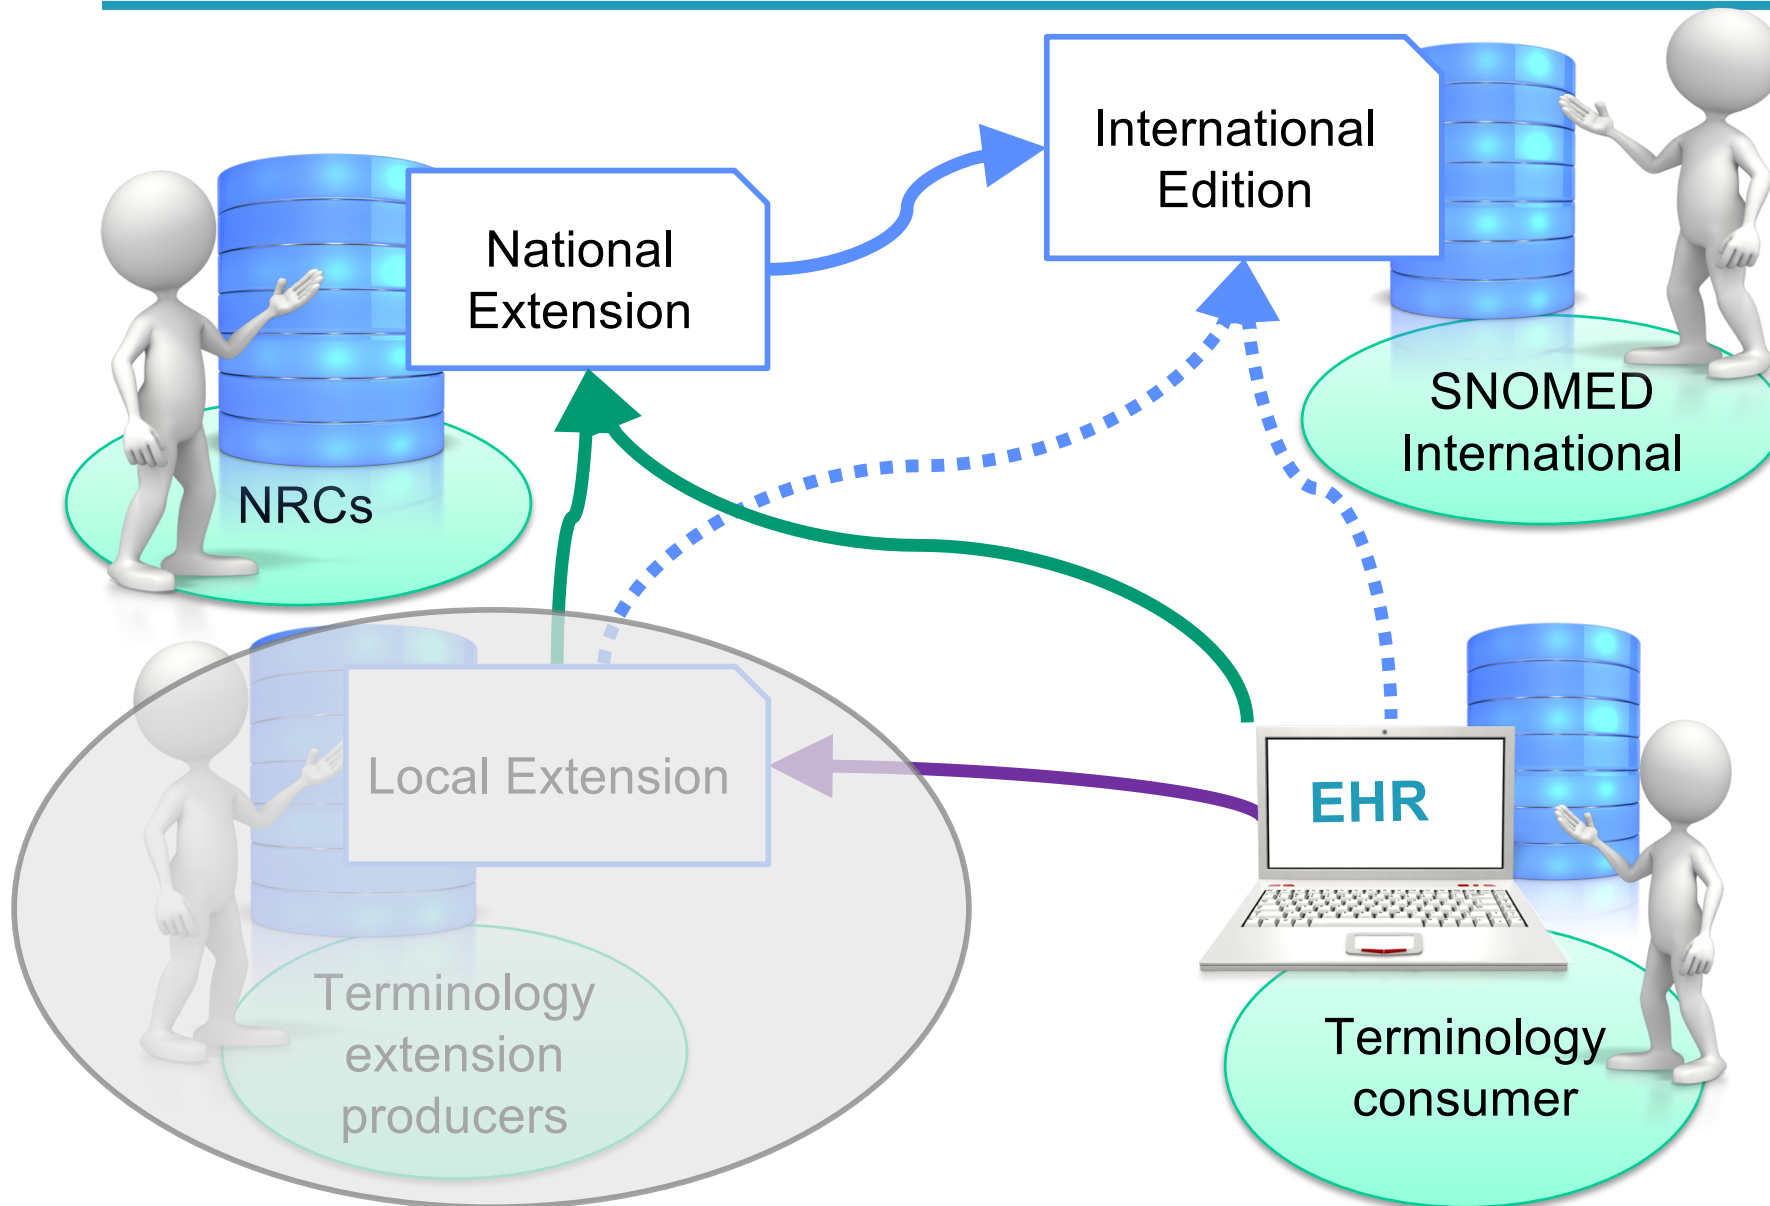 International
Edition
National
Extension
SNOMED
International
NRCs
Local Extension
EHR
Terminology
extension
producers
Terminology
consumer